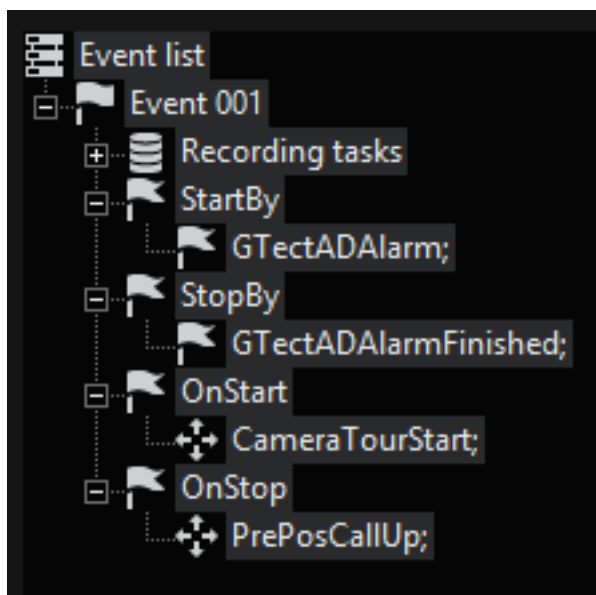 Event list
Event 001
Recording tasks
StartBy
GTectADAlarm;
StopBy
GTectADAlarmFinished;
OnStart
CameraTourStart;
OnStop
PrePosCallUp;